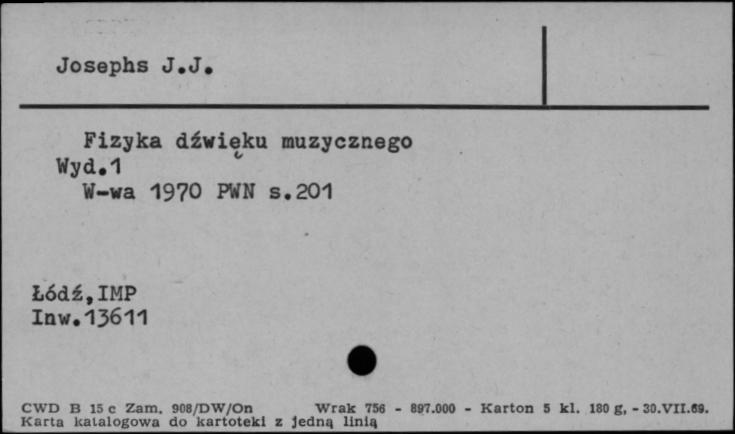 Josephs J.J.
Fizyka dźwięku muzycznego
Wyd.1
W-wa 1970 PWN s.201
Łódź,IMP
Inw.13611
CWD B 15 c Zam. 908/DW/On Wrak 756 - 897.000 - Karton 5 kl. 180 g, - 30.VII.69.
Karta katalogowa do kartoteki z jedną linią